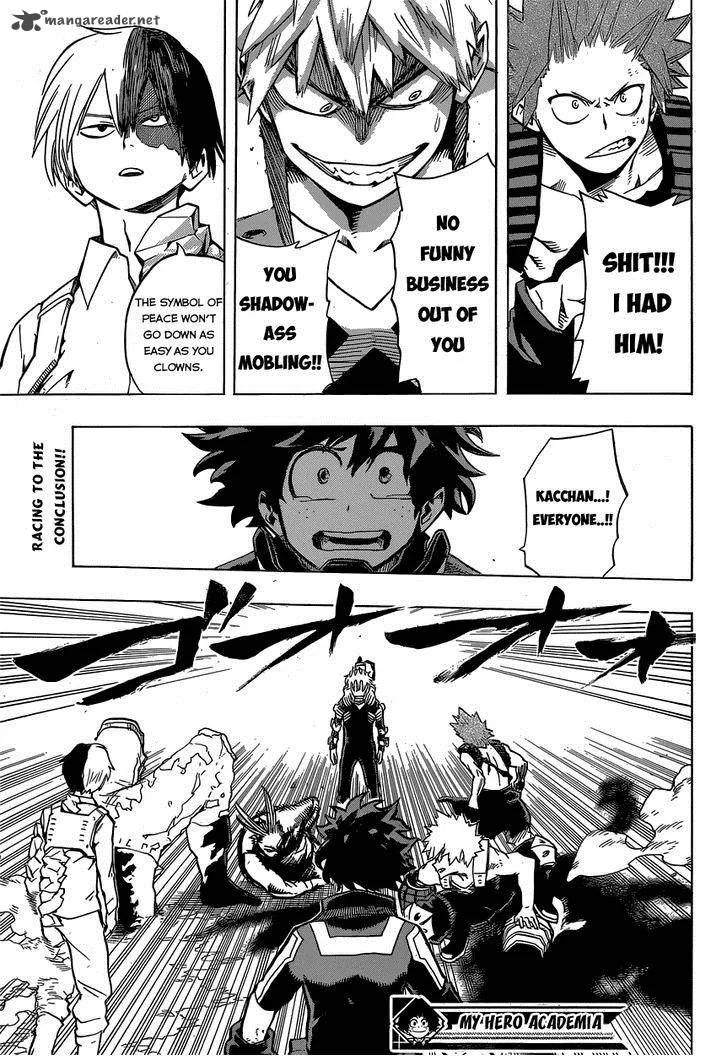 mangareader.net
SHIT!!!
I HAD
HIM!
NO
FUNNY
BUSINESS
OUT OF
YOU
YOU
SHADOW-
ASS
MOBLING!!
THE SYMBOL OF
PEACE WON'T
GO DOWN AS
EASY AS YOU
CLOWNS.
KACCHAN...!
EVERYONE..!!
RACING TO THE
CONCLUSION!!
ゴオオオ
MY HERO ACADEMIA